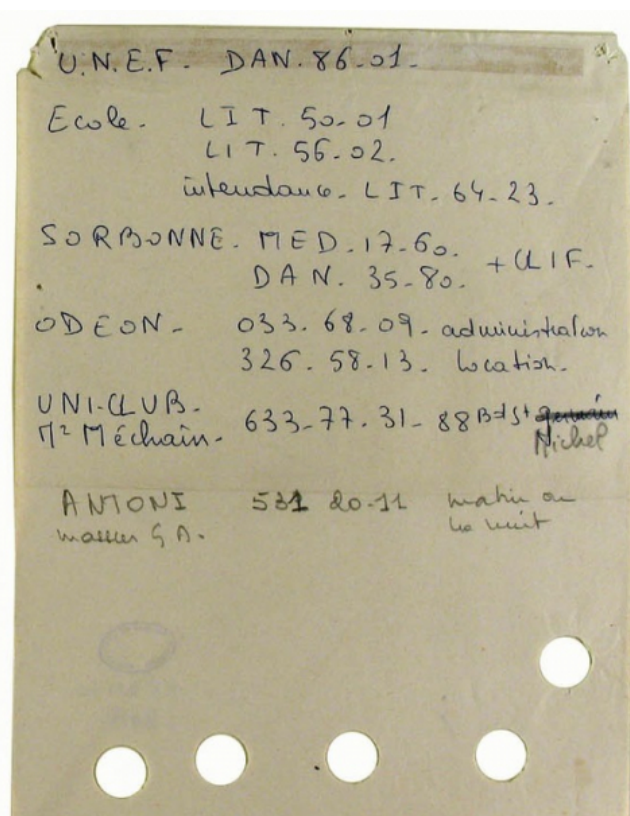 U.N.E.F. DAN. 86-01-
Ecole. LIT. 50-01
LIT. 56-02.
intendance. LIT. 64-23.
SORBONNE. MED. 17-60.
DAN. 35-80. + CLIF.
ODEON- 033. 68-09- administration
326. 58-13. location.
UNI-CLUB. 633-77.31- 88 Bd St germain
Mr Méchain. Michel
ANTONI 531 20-11 matin ou
la nuit